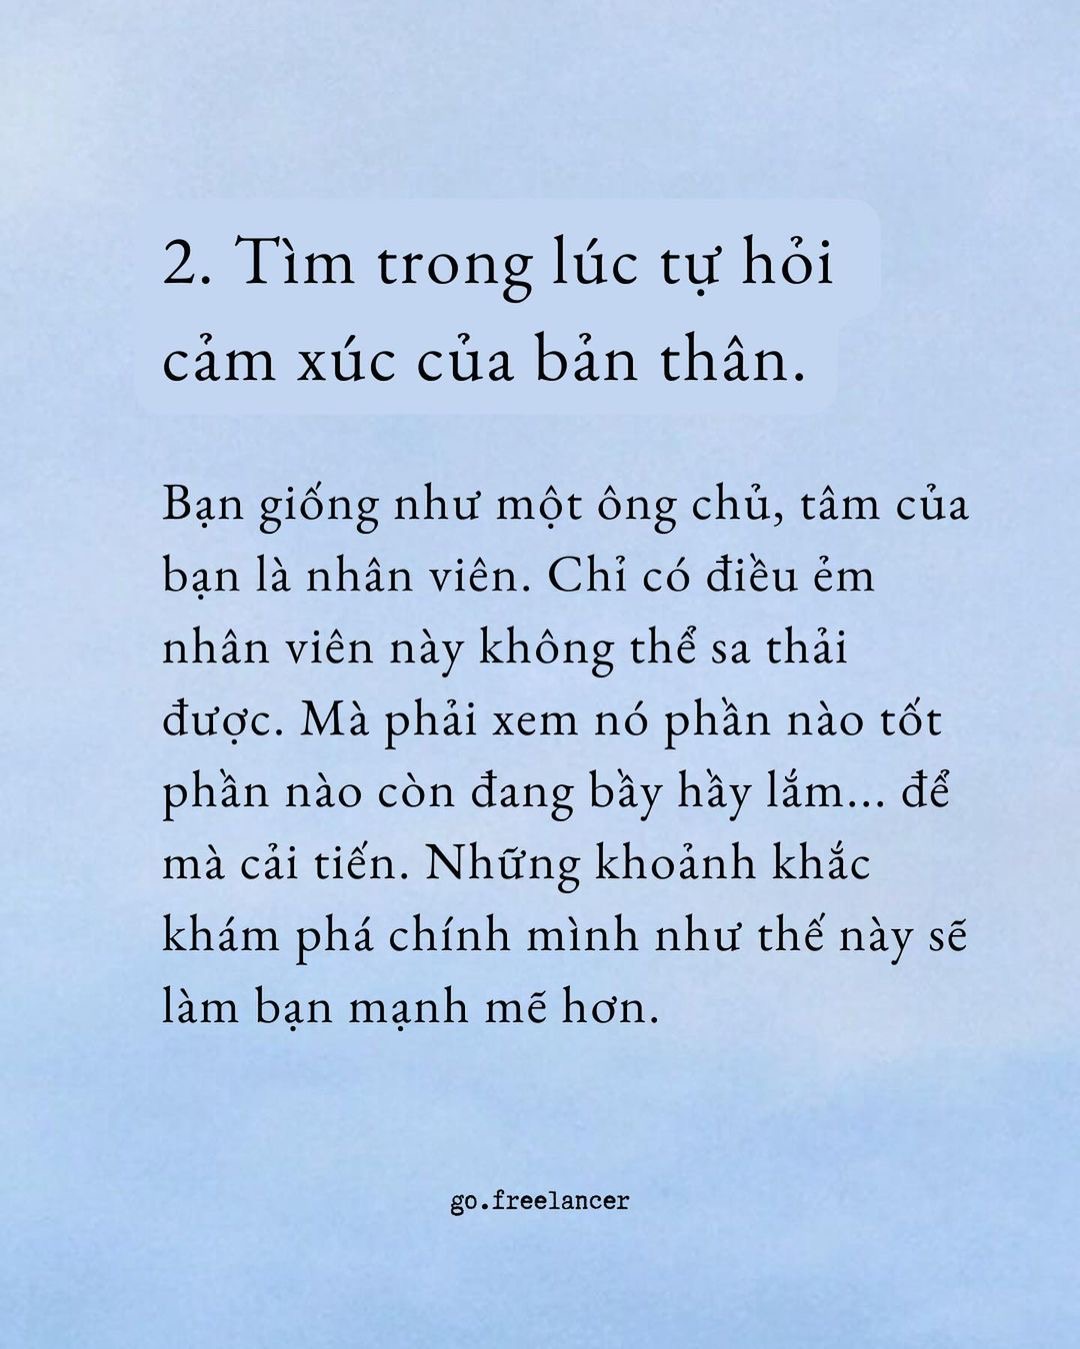 2. Tìm trong lúc tự hỏi
cảm xúc của bản thân.
Bạn giống như một ông chủ, tâm của
bạn là nhân viên. Chỉ có điều ẻm
nhân viên này không thể sa thải
được. Mà phải xem nó phần nào tốt
phần nào còn đang bầy hầy lắm... để
mà cải tiến. Những khoảnh khắc
khám phá chính mình như thế này sẽ
làm bạn mạnh mẽ hơn.
go.freelancer